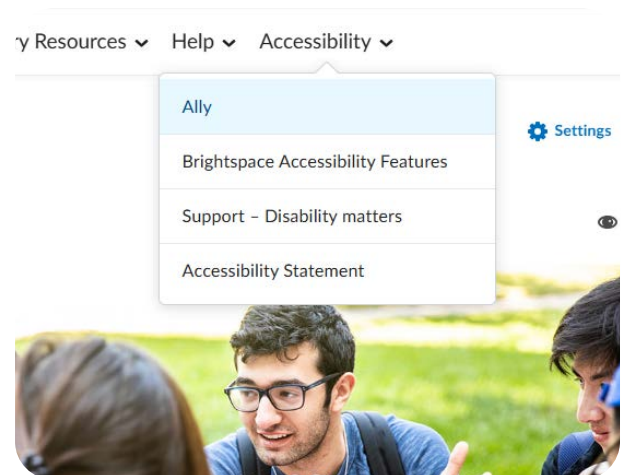 Resources Help Accessibility
Ally
Settings
Brightspace Accessibility Features
Support – Disability matters
Accessibility Statement